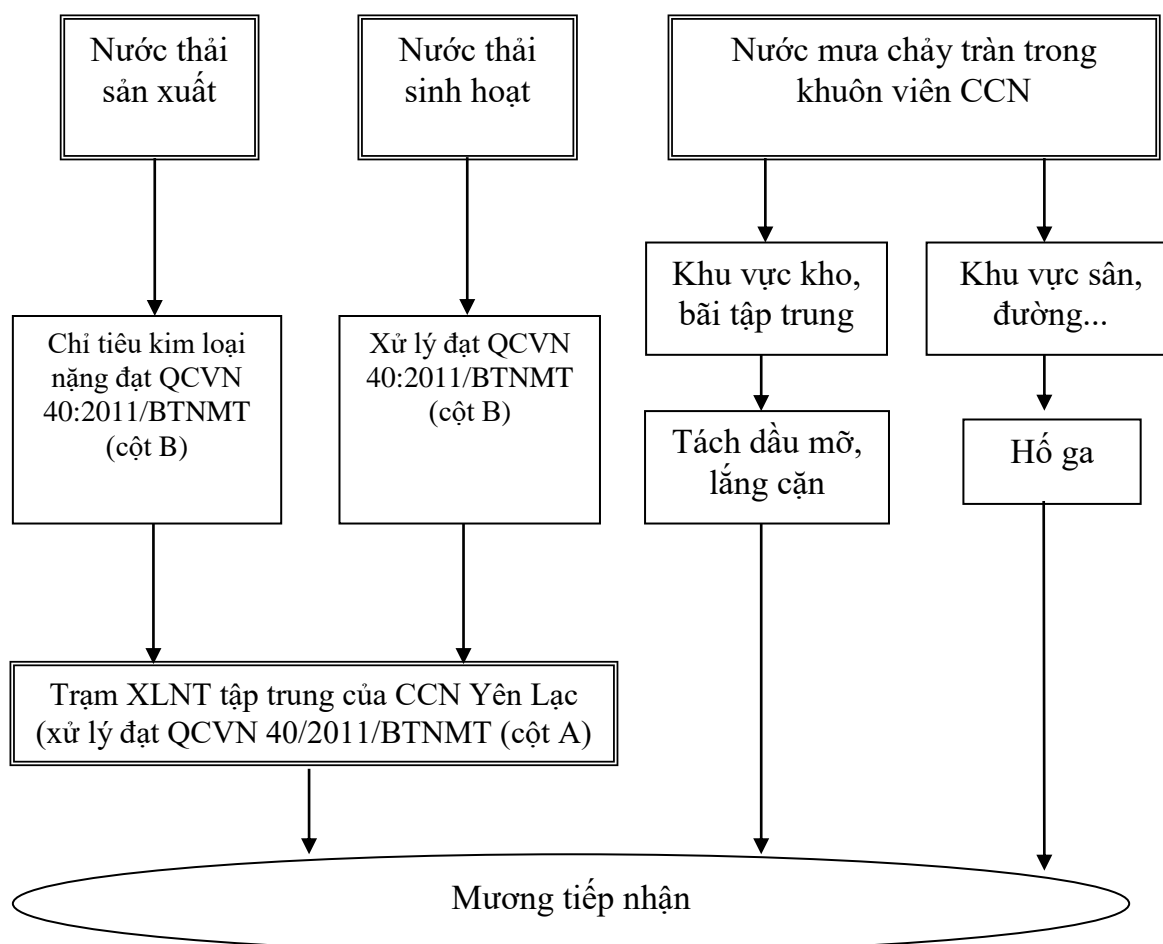 Nước thải
sản xuất
Nước thải
sinh hoạt
Nước mưa chảy tràn trong
khuôn viên CCN
Khu vực kho,
bãi tập trung
Khu vực sân,
đường...
Chỉ tiêu kim loại
nặng đạt QCVN
40:2011/BTNMT
(cột B)
Xử lý đạt QCVN
40:2011/BTNMT
(cột B)
Tách dầu mỡ,
lắng cặn
Hố ga
Trạm XLNT tập trung của CCN Yên Lạc
(xử lý đạt QCVN 40/2011/BTNMT (cột A)
Mương tiếp nhận